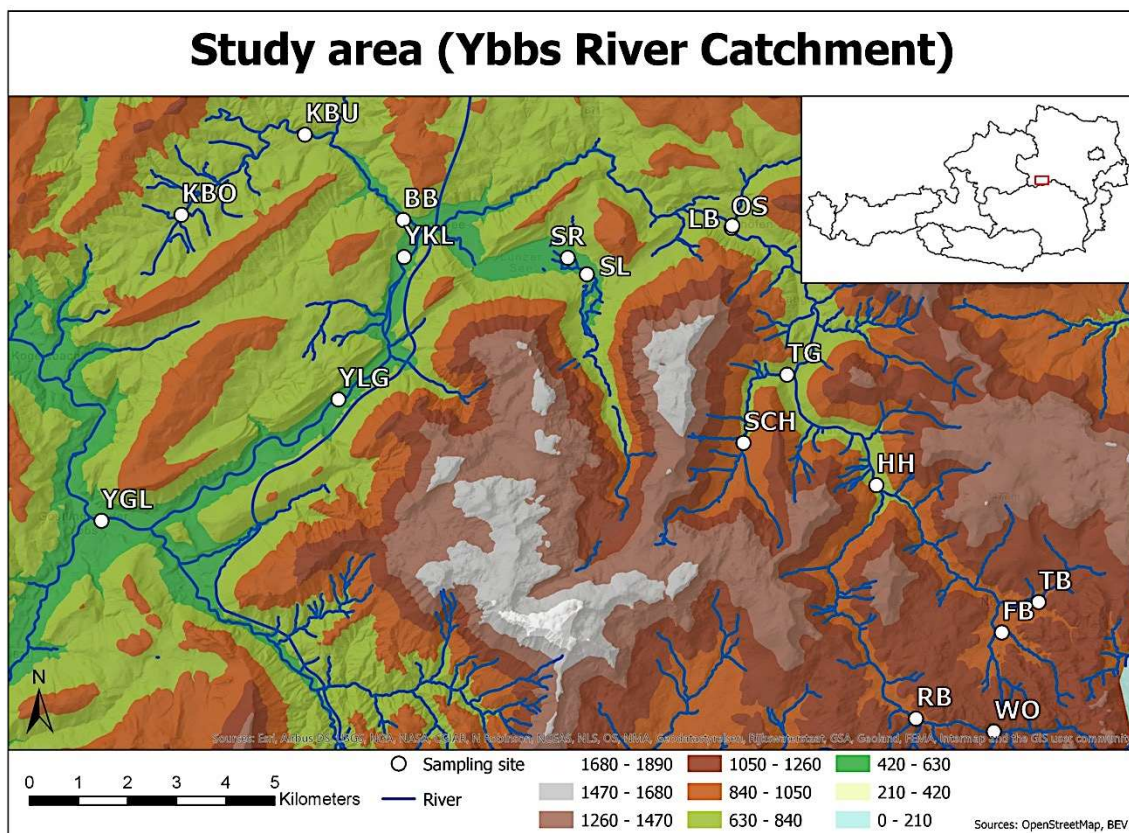 Study area (Ybbs River Catchment)
KBU
KBO
BB
YKL
SR
SL
LB OS
YLG
TG
SCH
HH
YGL
TB
FB
RB
WO
N
0 1 2 3 4 5 Kilometers
Sampling site
River
1680 - 1890
1470 - 1680
1260 - 1470
1050 - 1260
840 - 1050
630 - 840
420 - 630
210 - 420
0 - 210
Sources: OpenStreetMap, BEV